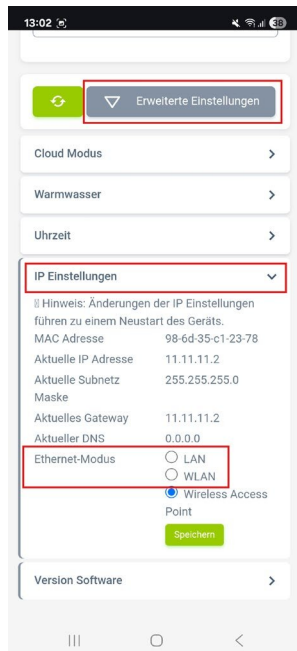 13:02 38
Erweiterte Einstellungen
Cloud Modus
Warmwasser
Uhrzeit
IP Einstellungen
Hinweis: Änderungen der IP Einstellungen
führen zu einem Neustart des Geräts.
MAC Adresse 98-6d-35-c1-23-78
Aktuelle IP Adresse 11.11.11.2
Aktuelle Subnetz 255.255.255.0
Maske
Aktuelles Gateway 11.11.11.2
Aktueller DNS 0.0.0.0
Ethernet-Modus LAN
WLAN
Wireless Access
Point
Speichern
Version Software